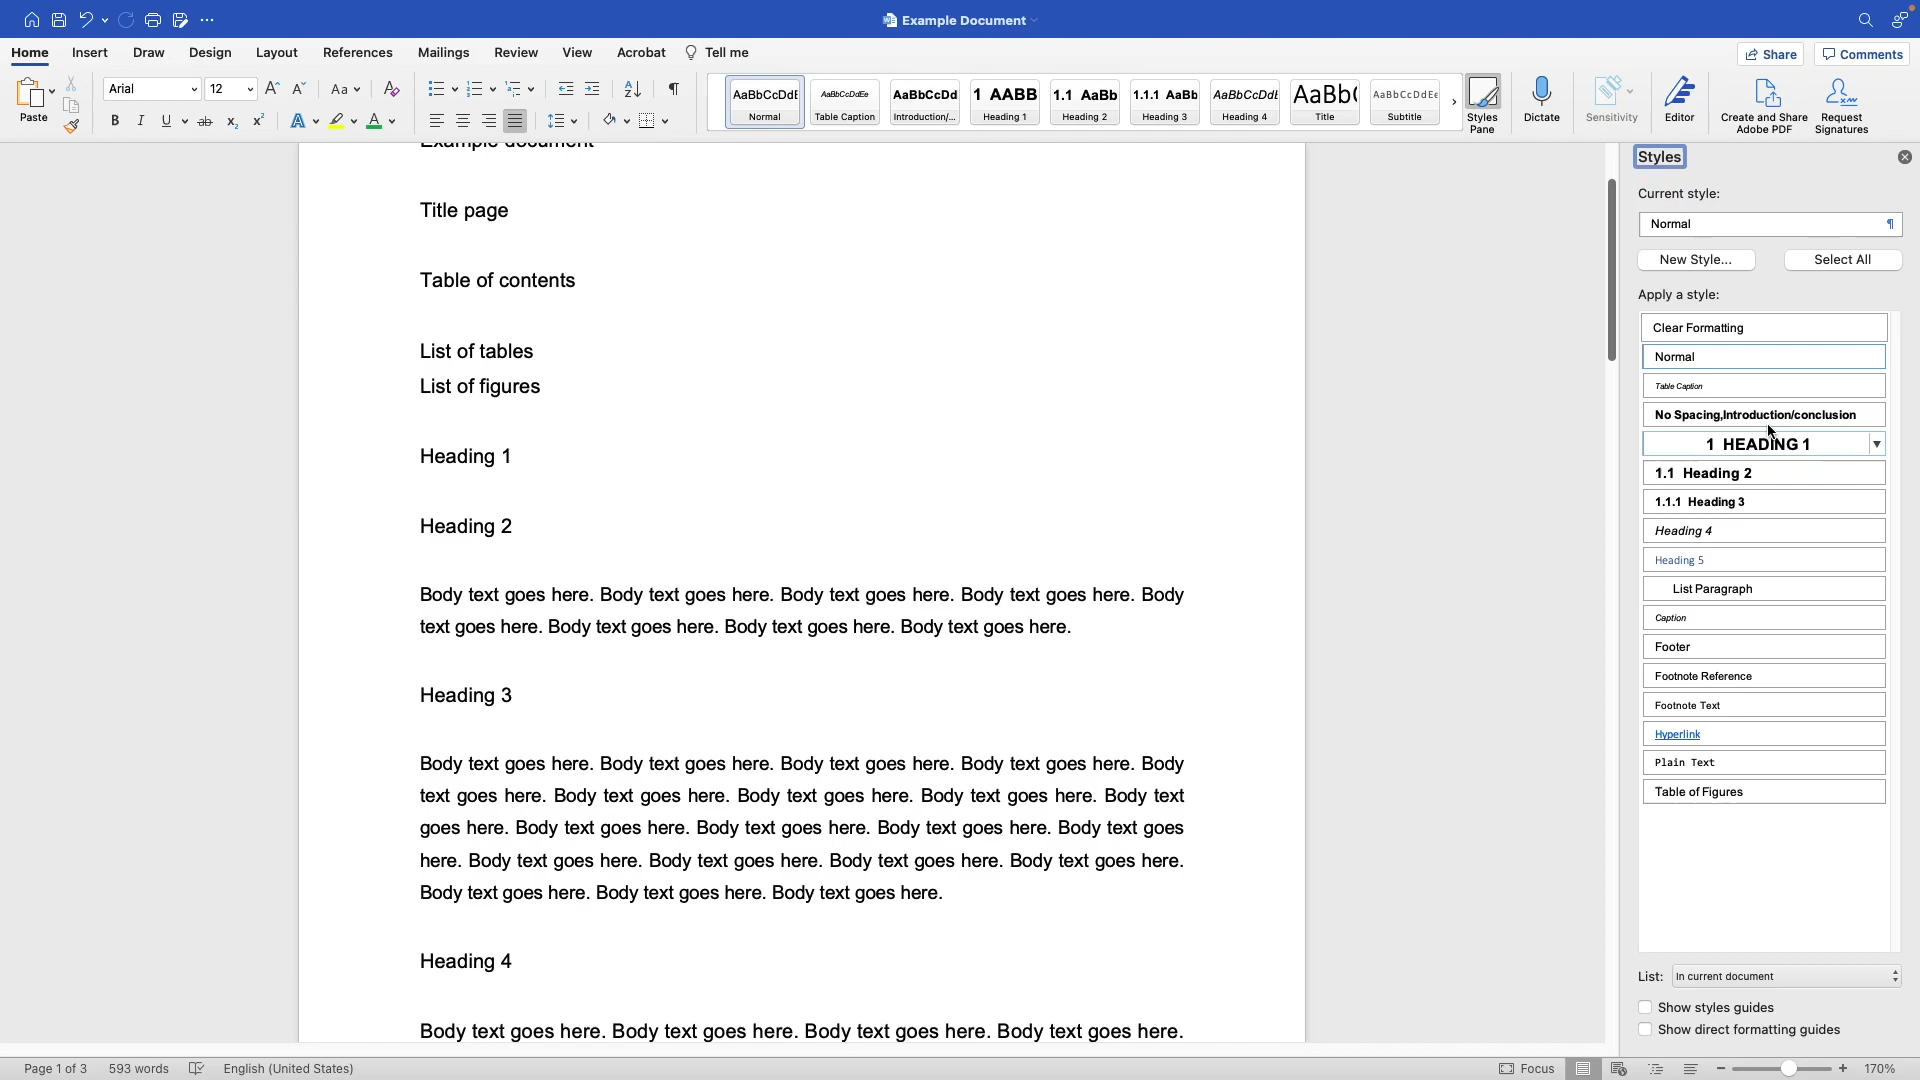 Example Document
Home Insert Draw Design Layout References Mailings Review View Acrobat Tell me
Share Comments
Paste
Arial 12 Aa
B I U ab x₂ x² A A
AaBbCcDdE Normal
AaBbCcDdEe Table Caption
AaBbCcDd Introduction/...
1 AABB Heading 1
1.1 AaBb Heading 2
1.1.1 AaBb Heading 3
AaBbCcDdE Heading 4
AaBb( Title
AaBbCcDdEe Subtitle
Styles Pane
Dictate
Sensitivity
Editor
Create and Share Adobe PDF
Request Signatures
Example document
Title page
Table of contents
List of tables
List of figures
Heading 1
Heading 2
Body text goes here. Body text goes here. Body text goes here. Body text goes here. Body
text goes here. Body text goes here. Body text goes here. Body text goes here.
Heading 3
Body text goes here. Body text goes here. Body text goes here. Body text goes here. Body
text goes here. Body text goes here. Body text goes here. Body text goes here. Body text
goes here. Body text goes here. Body text goes here. Body text goes here. Body text goes
here. Body text goes here. Body text goes here. Body text goes here. Body text goes here.
Body text goes here. Body text goes here. Body text goes here.
Heading 4
Body text goes here. Body text goes here. Body text goes here. Body text goes here.
Styles
Current style:
Normal ¶
New Style... Select All
Apply a style:
Clear Formatting
Normal
Table Caption
No Spacing,Introduction/conclusion
1 HEADING 1
1.1 Heading 2
1.1.1 Heading 3
Heading 4
Heading 5
List Paragraph
Caption
Footer
Footnote Reference
Footnote Text
Hyperlink
Plain Text
Table of Figures
List: In current document
Show styles guides
Show direct formatting guides
Page 1 of 3 593 words English (United States)
Focus 170%